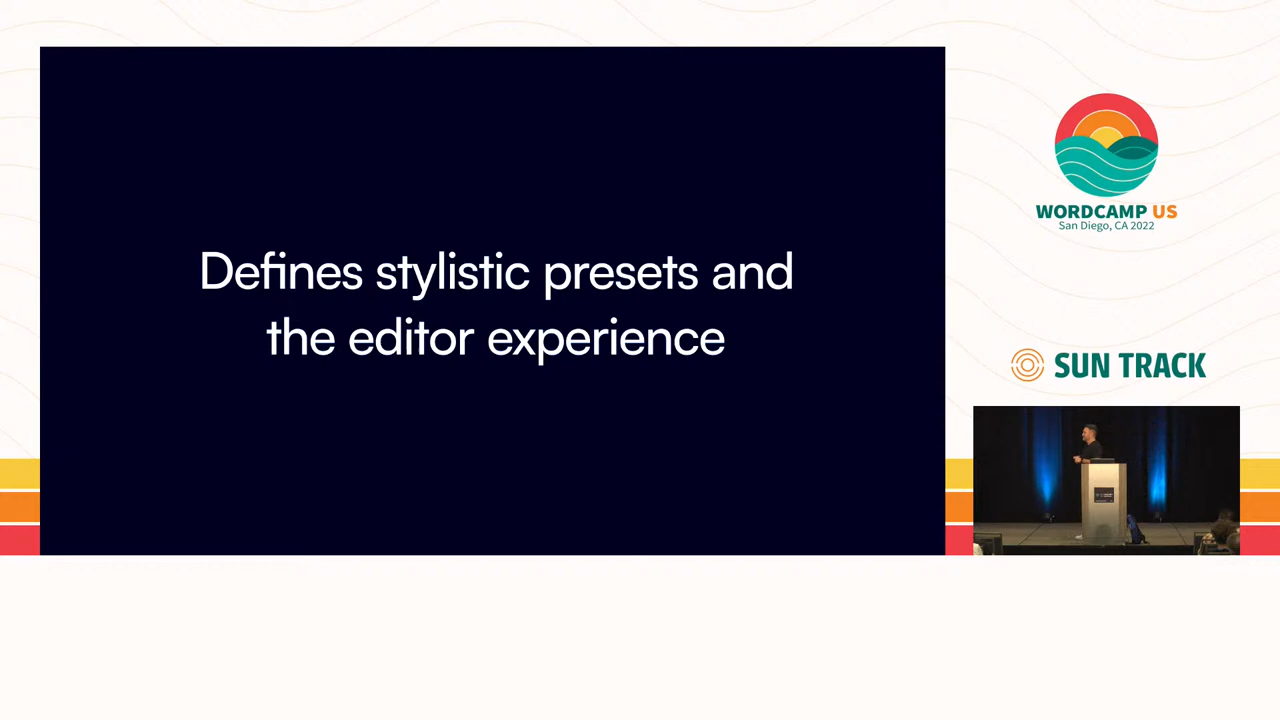 Defines stylistic presets and
the editor experience
WORDCAMP US
San Diego, CA 2022
SUN TRACK